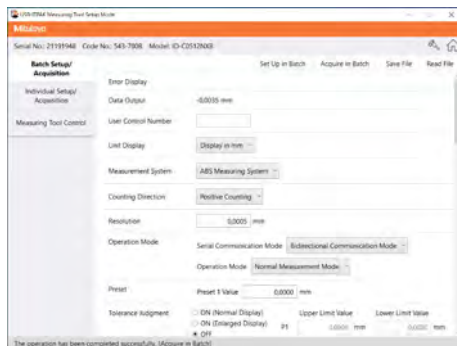 USB-ITPAK Measuring Tool Setup Mode
Mitutoyo
Serial No.: 21191948 Code No.: 543-780B Model: ID-C0512NXB
Batch Setup/
Acquisition
Set Up in Batch Acquire in Batch Save File Read File
Individual Setup/
Acquisition
Measuring Tool Control
Error Display
Data Output -0,0035 mm
User Control Number
Unit Display Display in mm
Measurement System ABS Measuring System
Counting Direction Positive Counting
Resolution 0,0005 mm
Operation Mode Serial Communication Mode Bidirectional Communication Mode
Operation Mode Normal Measurement Mode
Preset Preset 1 Value 0,0000 mm
Tolerance Judgment ON (Normal Display) Upper Limit Value Lower Limit Value
ON (Enlarged Display) P1 0,0000 mm 0,0000 mm
OFF
The operation has been completed successfully. (Acquire in Batch)